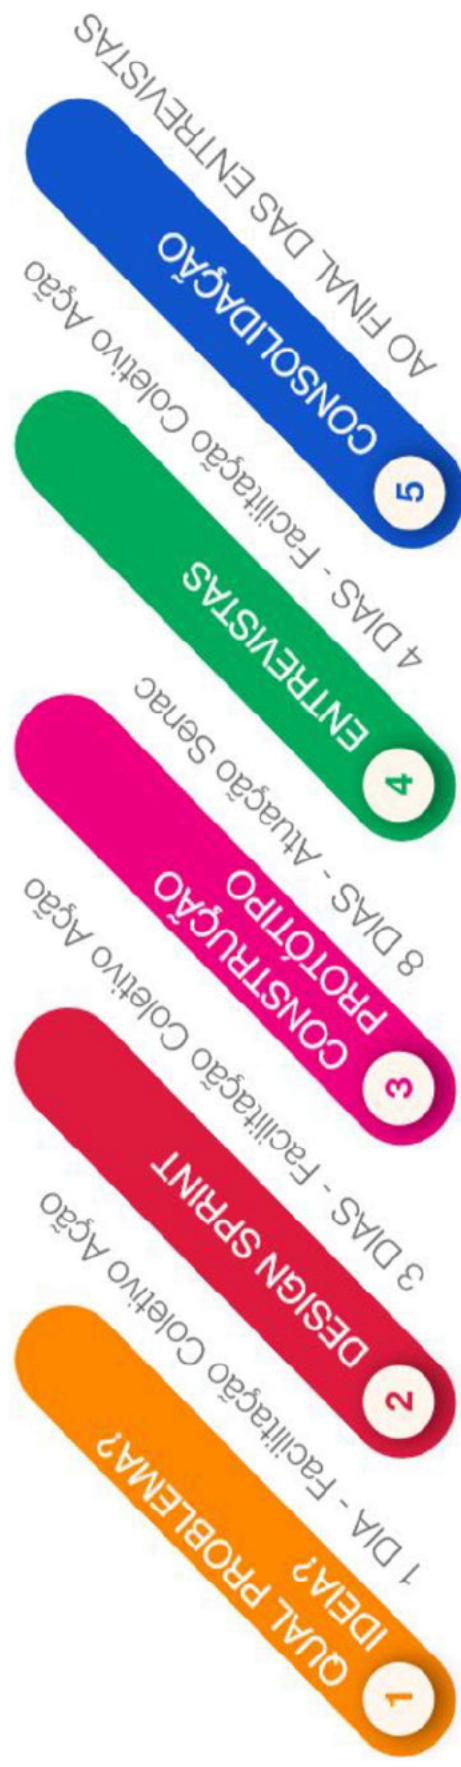 1
QUAL PROBLEMA?
IDEIA?
1 DIA - Facilitação Coletivo Ação
2
DESIGN SPRINT
3 DIAS - Facilitação Coletivo Ação
3
CONSTRUÇÃO
PROTÓTIPO
8 DIAS - Atuação Senac
4
ENTREVISTAS
4 DIAS - Facilitação Coletivo Ação
5
CONSOLIDAÇÃO
AO FINAL DAS ENTREVISTAS